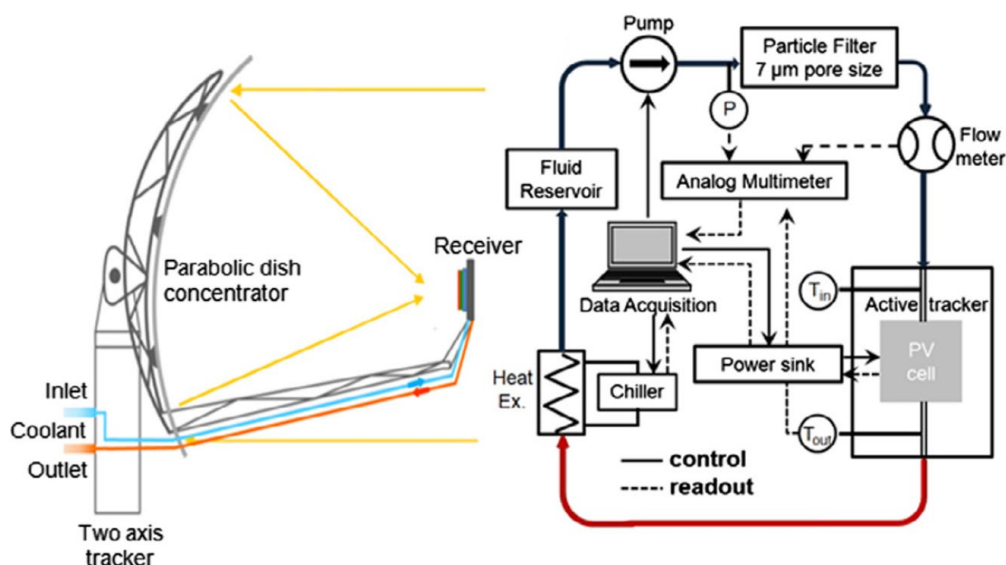 Parabolic dish
concentrator
Receiver
Inlet
Coolant
Outlet
Two axis
tracker
Pump
Particle Filter
7 µm pore size
P
Flow
meter
Fluid
Reservoir
Analog Multimeter
Data Acquisition
Tin
Active tracker
PV
cell
Power sink
Heat
Ex.
Chiller
Tout
control
readout